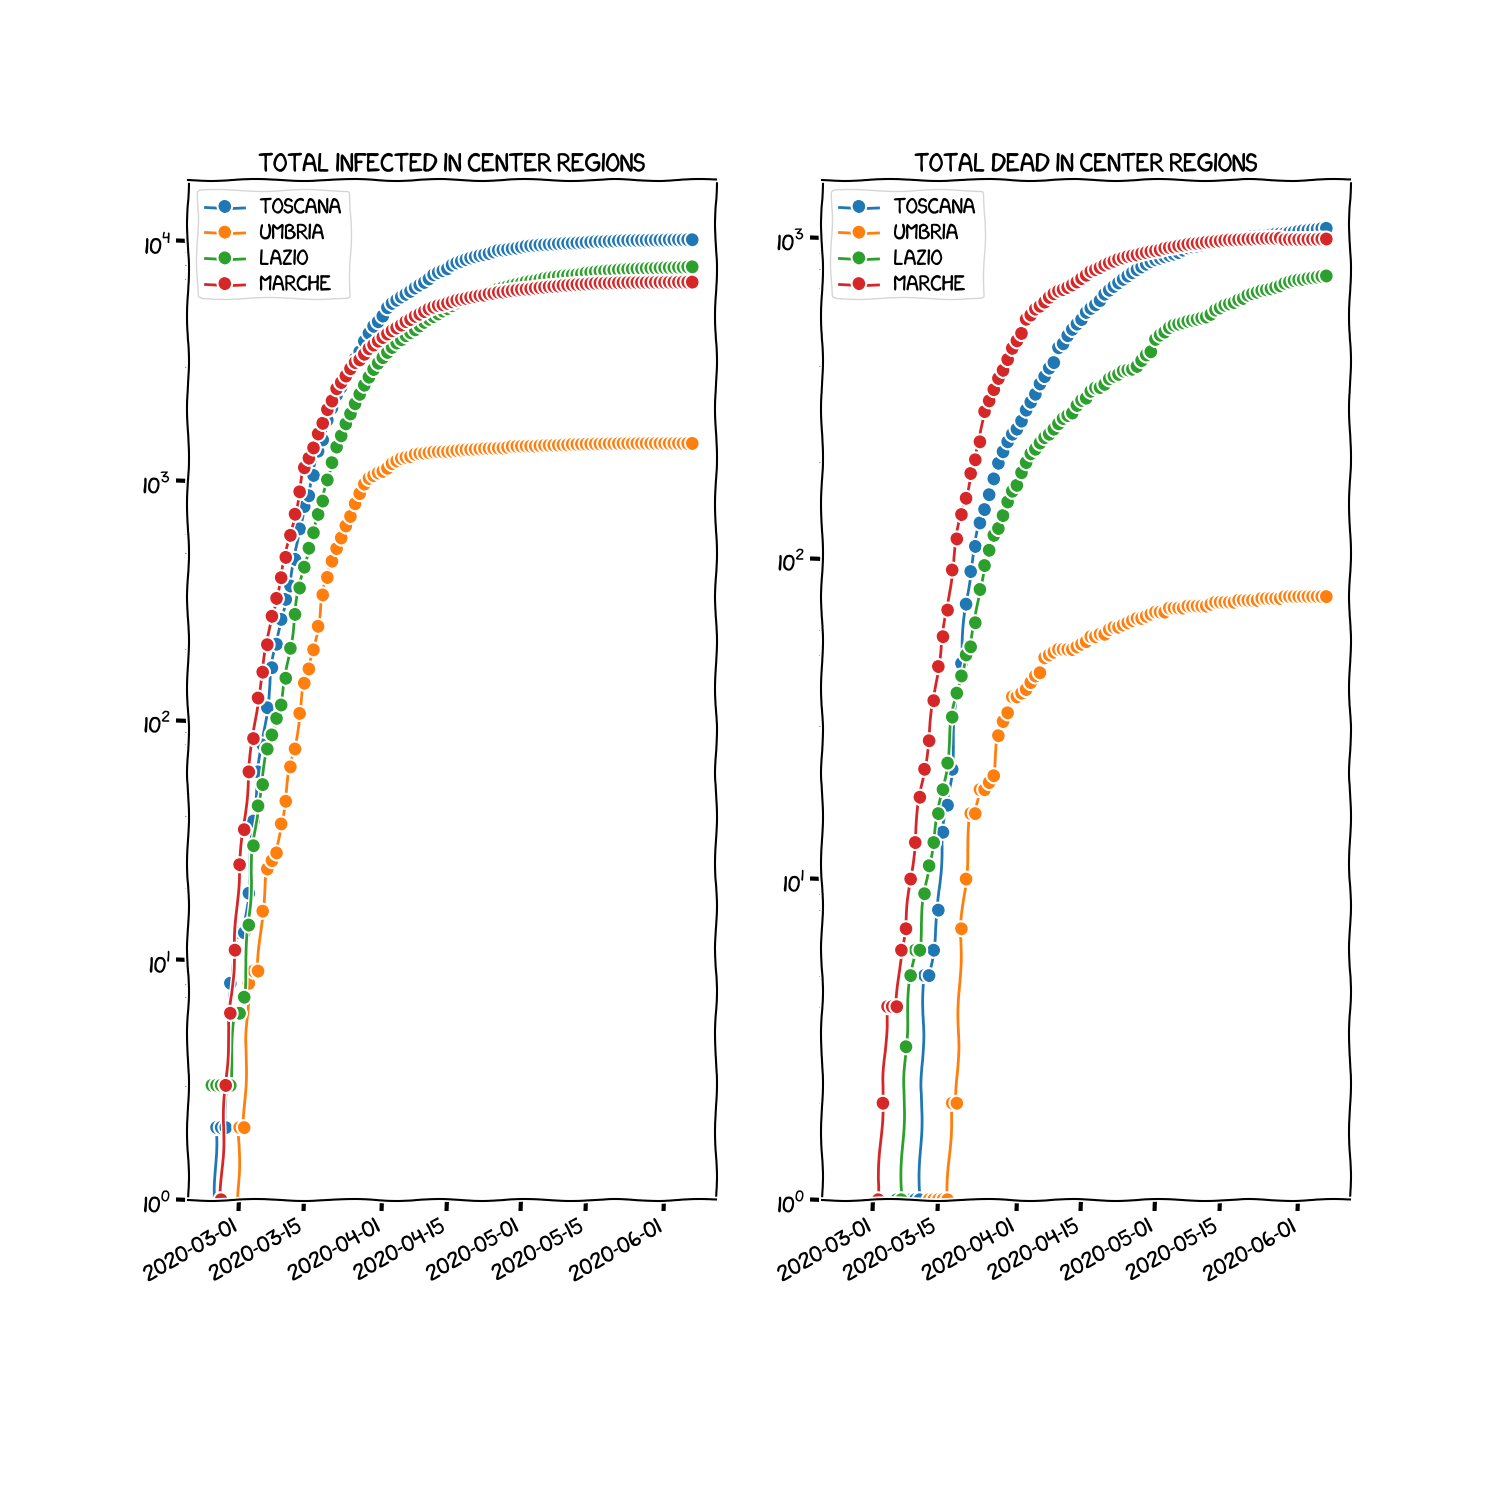 TOTAL INFECTED IN CENTER REGIONS
TOSCANA
UMBRIA
LAZIO
MARCHE
10⁴
10³
10²
10¹
10⁰
2020-03-01
2020-03-15
2020-04-01
2020-04-15
2020-05-01
2020-05-15
2020-06-01
TOTAL DEAD IN CENTER REGIONS
TOSCANA
UMBRIA
LAZIO
MARCHE
10³
10²
10¹
10⁰
2020-03-01
2020-03-15
2020-04-01
2020-04-15
2020-05-01
2020-05-15
2020-06-01